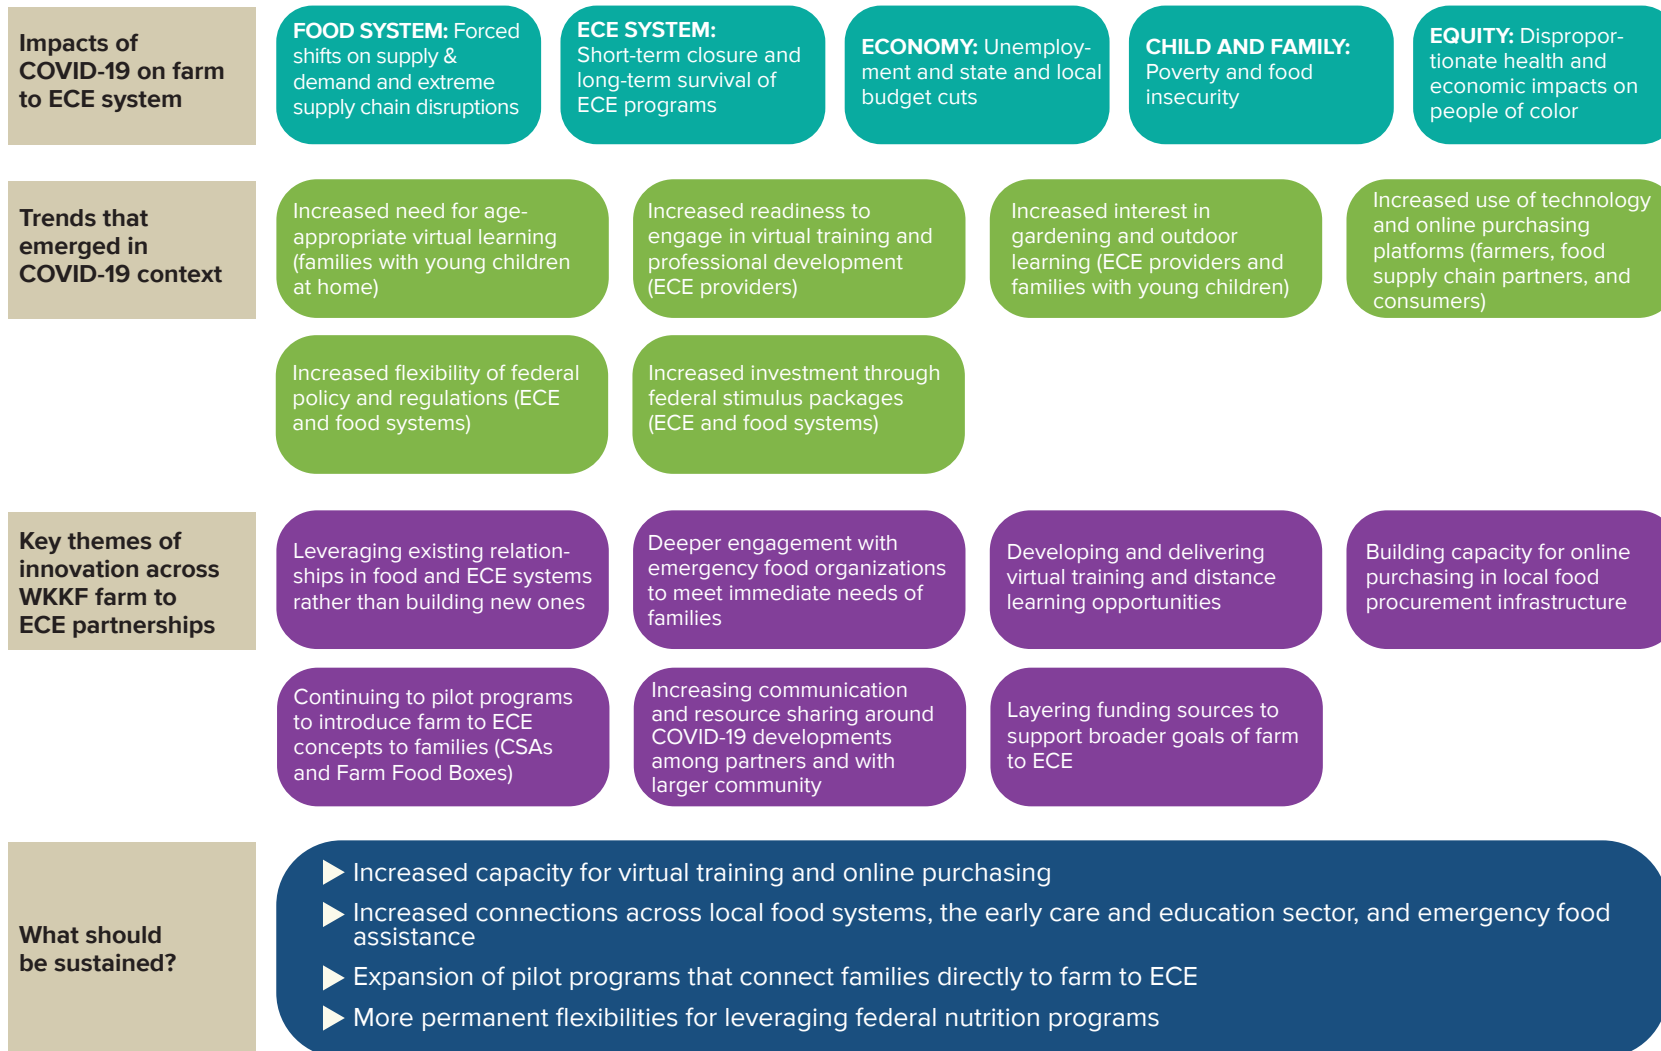 Impacts of
COVID-19 on farm
to ECE system
FOOD SYSTEM: Forced
shifts on supply &
demand and extreme
supply chain disruptions
ECE SYSTEM:
Short-term closure and
long-term survival of
ECE programs
ECONOMY: Unemploy-
ment and state and local
budget cuts
CHILD AND FAMILY:
Poverty and food
insecurity
EQUITY: Dispropor-
tionate health and
economic impacts on
people of color
Trends that
emerged in
COVID-19 context
Increased need for age-
appropriate virtual learning
(families with young children
at home)
Increased readiness to
engage in virtual training and
professional development
(ECE providers)
Increased interest in
gardening and outdoor
learning (ECE providers and
families with young children)
Increased use of technology
and online purchasing
platforms (farmers, food
supply chain partners, and
consumers)
Increased flexibility of federal
policy and regulations (ECE
and food systems)
Increased investment through
federal stimulus packages
(ECE and food systems)
Key themes of
innovation across
WKKF farm to
ECE partnerships
Leveraging existing relation-
ships in food and ECE systems
rather than building new ones
Deeper engagement with
emergency food organizations
to meet immediate needs of
families
Developing and delivering
virtual training and distance
learning opportunities
Building capacity for online
purchasing in local food
procurement infrastructure
Continuing to pilot programs
to introduce farm to ECE
concepts to families (CSAs
and Farm Food Boxes)
Increasing communication
and resource sharing around
COVID-19 developments
among partners and with
larger community
Layering funding sources to
support broader goals of farm
to ECE
What should
be sustained?
Increased capacity for virtual training and online purchasing
Increased connections across local food systems, the early care and education sector, and emergency food
assistance
Expansion of pilot programs that connect families directly to farm to ECE
More permanent flexibilities for leveraging federal nutrition programs